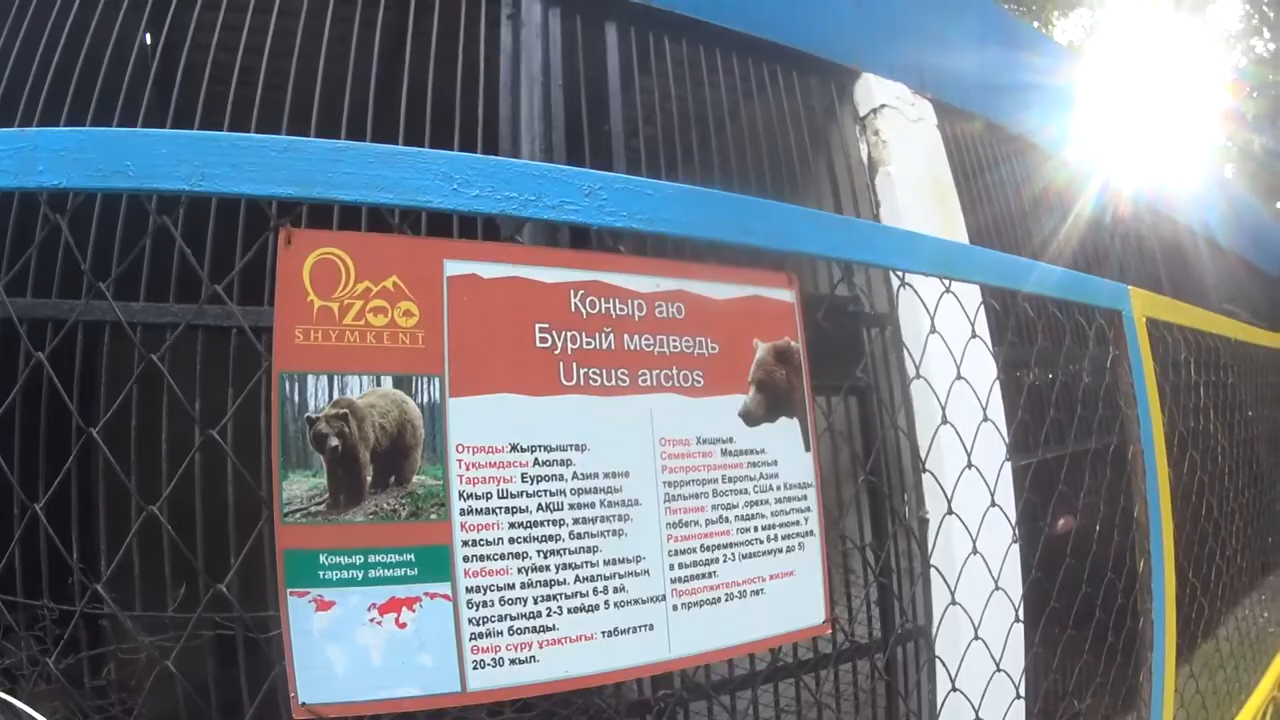 ZOO
SHYMKENT
Қоңыр аю
Бурый медведь
Ursus arctos
Қоңыр аюдың
таралу аймағы
Отряды:Жыртқыштар.
Тұқымдасы:Аюлар.
Таралуы: Еуропа, Азия және
Қиыр Шығыстың орманды
аймақтары, АҚШ және Канада.
Қорегі: жидектер, жаңғақтар,
жасыл өскіндер, балықтар,
өлекселер, тұяқтылар.
Көбеюі: күйек уақыты мамыр-
маусым айлары. Аналығының
буаз болу ұзақтығы 6-8 ай,
құрсағында 2-3 кейде 5 қонжыққа
дейін болады.
Өмір сүру ұзақтығы: табиғатта
20-30 жыл.
Отряд: Хищные.
Семейство: Медвежьи.
Распространение:лесные
территории Европы,Азии
Дальнего Востока, США и Канады.
Питание: ягоды ,орехи, зеленые
побеги, рыба, падаль, копытные.
Размножение: гон в мае-июне. У
самок беременность 6-8 месяцев,
в выводке 2-3 (максимум до 5)
медвежат.
Продолжительность жизни:
в природе 20-30 лет.